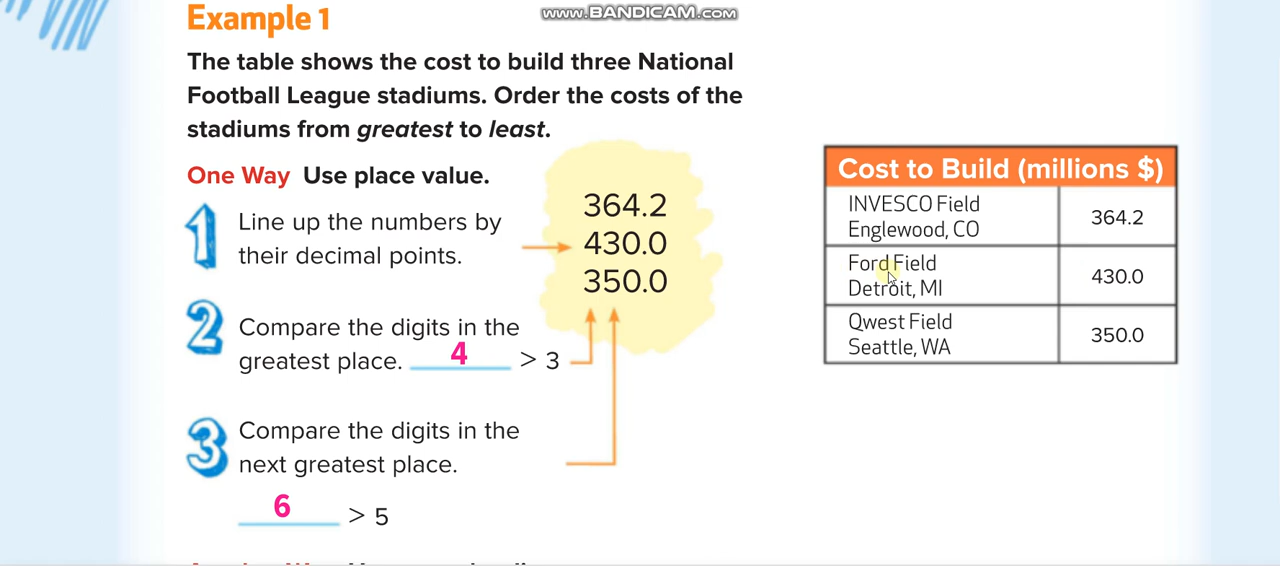 www.BANDICAM.com
Example 1
The table shows the cost to build three National
Football League stadiums. Order the costs of the
stadiums from greatest to least.
One Way Use place value.
1 Line up the numbers by
their decimal points.
364.2
430.0
350.0
2 Compare the digits in the
greatest place. 4 > 3
3 Compare the digits in the
next greatest place.
6 > 5
Cost to Build (millions $)
INVESCO Field
Englewood, CO
364.2
Ford Field
Detroit, MI
430.0
Qwest Field
Seattle, WA
350.0